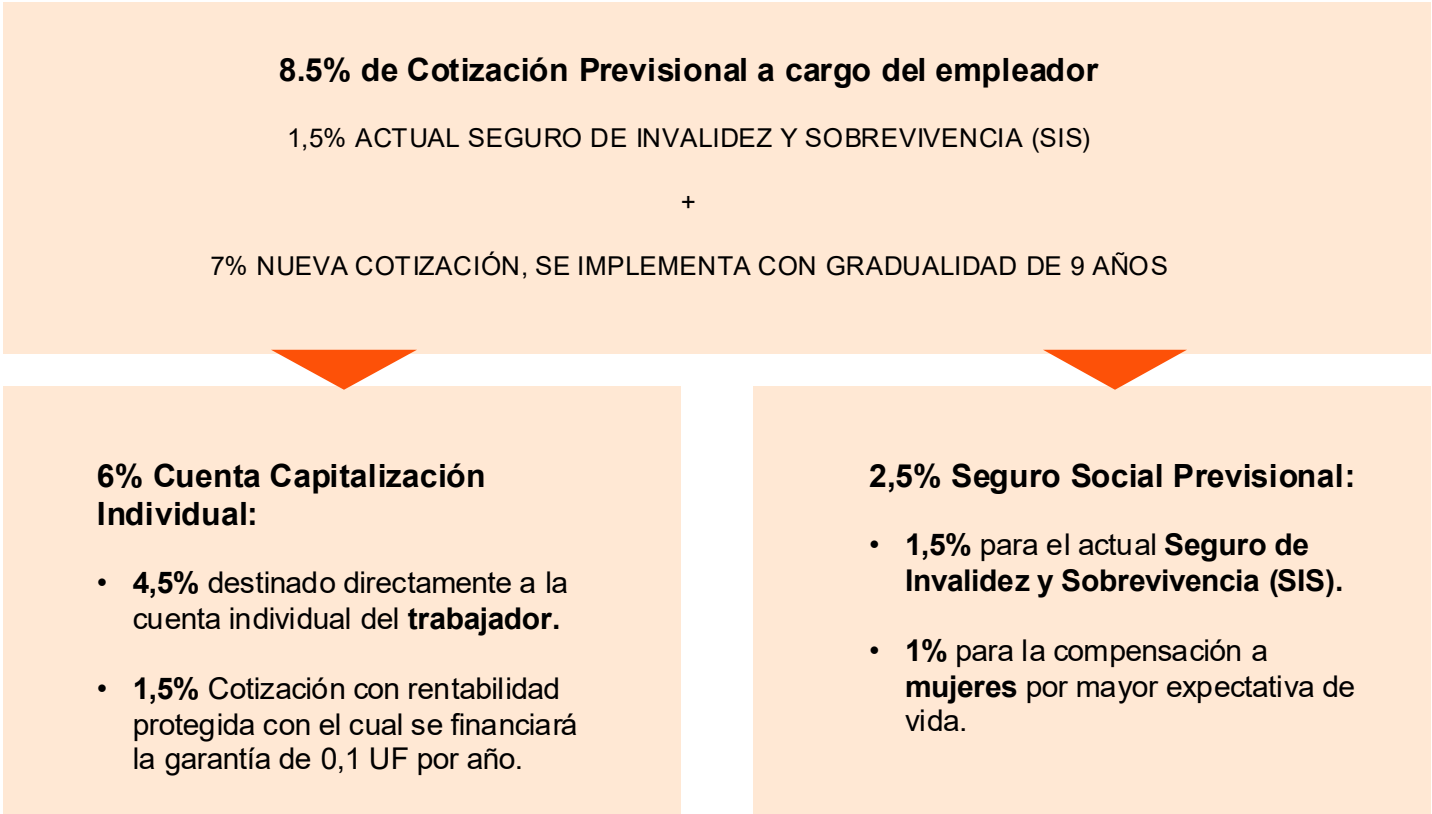 8.5% de Cotización Previsional a cargo del empleador
1,5% ACTUAL SEGURO DE INVALIDEZ Y SOBREVIVENCIA (SIS)
+
7% NUEVA COTIZACIÓN, SE IMPLEMENTA CON GRADUALIDAD DE 9 AÑOS
6% Cuenta Capitalización
Individual:
• 4,5% destinado directamente a la
cuenta individual del trabajador.
• 1,5% Cotización con rentabilidad
protegida con el cual se financiará
la garantía de 0,1 UF por año.
2,5% Seguro Social Previsional:
• 1,5% para el actual Seguro de
Invalidez y Sobrevivencia (SIS).
• 1% para la compensación a
mujeres por mayor expectativa de
vida.